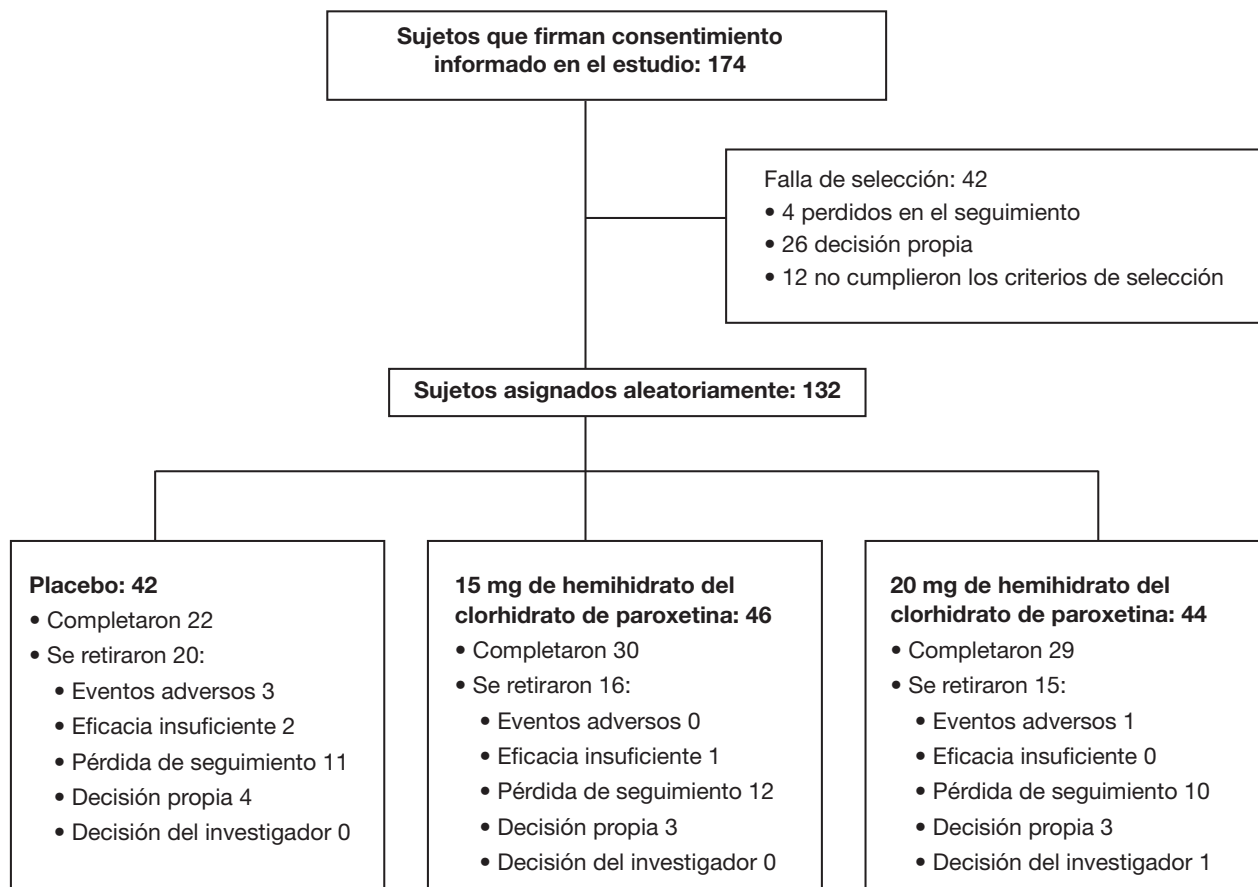 Sujetos que firman consentimiento
informado en el estudio: 174
Falla de selección: 42
• 4 perdidos en el seguimiento
• 26 decisión propia
• 12 no cumplieron los criterios de selección
Sujetos asignados aleatoriamente: 132
Placebo: 42
• Completaron 22
• Se retiraron 20:
• Eventos adversos 3
• Eficacia insuficiente 2
• Pérdida de seguimiento 11
• Decisión propia 4
• Decisión del investigador 0
15 mg de hemihidrato del
clorhidrato de paroxetina: 46
• Completaron 30
• Se retiraron 16:
• Eventos adversos 0
• Eficacia insuficiente 1
• Pérdida de seguimiento 12
• Decisión propia 3
• Decisión del investigador 0
20 mg de hemihidrato del
clorhidrato de paroxetina: 44
• Completaron 29
• Se retiraron 15:
• Eventos adversos 1
• Eficacia insuficiente 0
• Pérdida de seguimiento 10
• Decisión propia 3
• Decisión del investigador 1